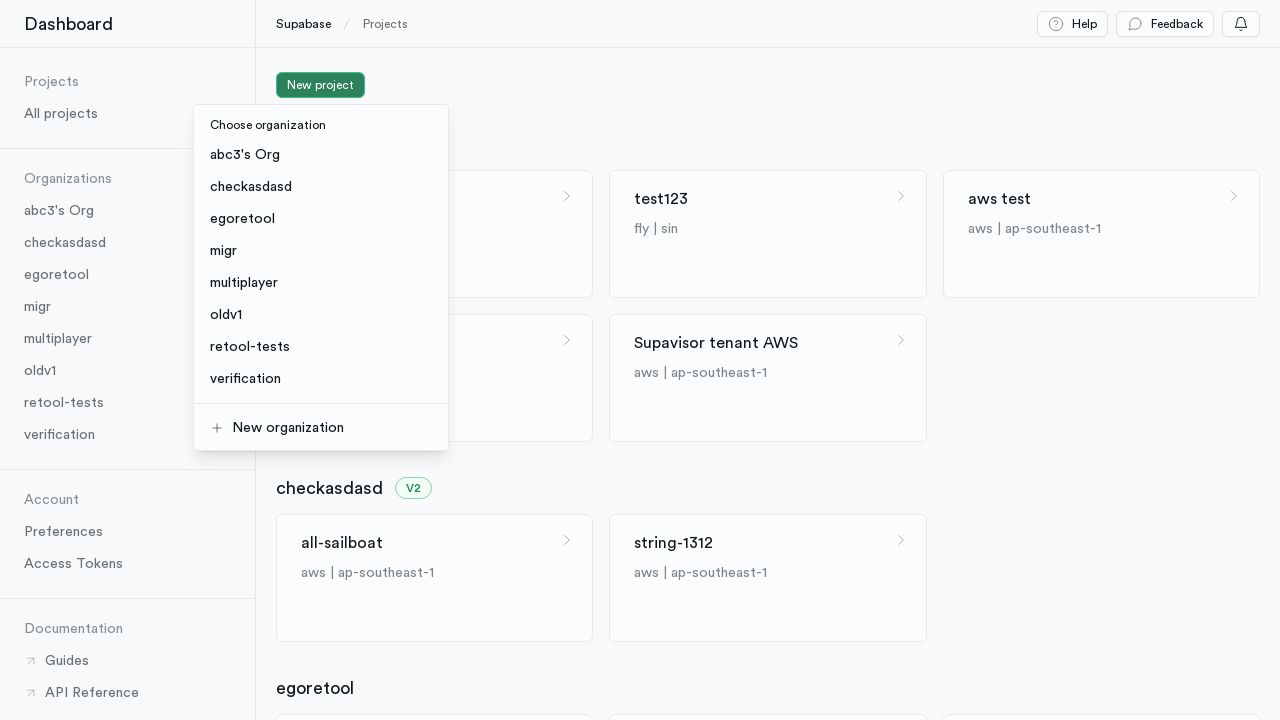 Dashboard
Supabase / Projects
Help
Feedback
Projects
All projects
Organizations
abc3's Org
checkasdasd
egoretool
migr
multiplayer
oldv1
retool-tests
verification
Account
Preferences
Access Tokens
Documentation
Guides
API Reference
New project
Choose organization
abc3's Org
checkasdasd
egoretool
migr
multiplayer
oldv1
retool-tests
verification
New organization
test123
fly | sin
aws test
aws | ap-southeast-1
Supavisor tenant AWS
aws | ap-southeast-1
checkasdasd V2
all-sailboat
aws | ap-southeast-1
string-1312
aws | ap-southeast-1
egoretool